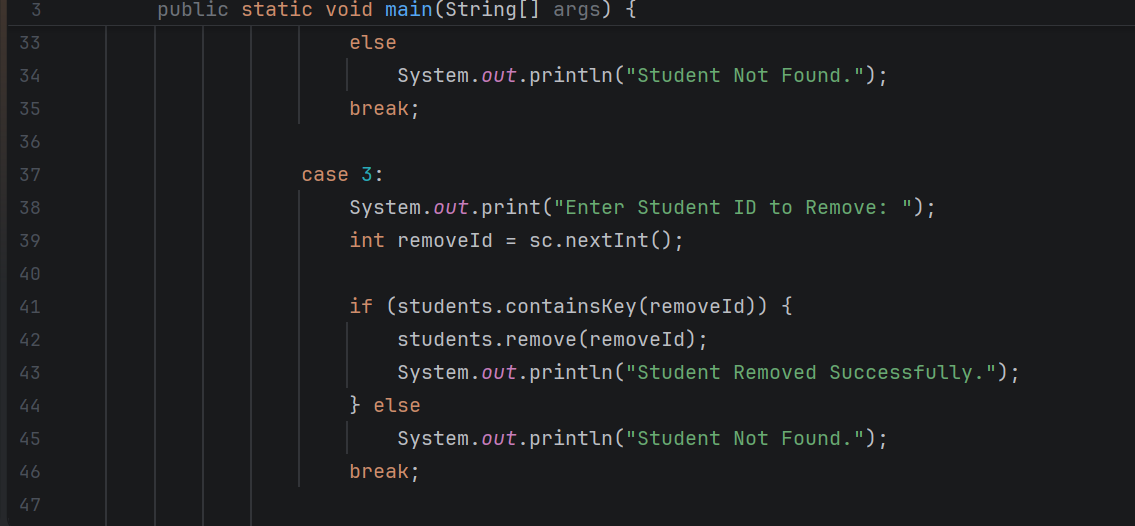 3 public static void main(String[] args) {
33 else
34 System.out.println("Student Not Found.");
35 break;
36
37 case 3:
38 System.out.print("Enter Student ID to Remove: ");
39 int removeId = sc.nextInt();
40
41 if (students.containsKey(removeId)) {
42 students.remove(removeId);
43 System.out.println("Student Removed Successfully.");
44 } else
45 System.out.println("Student Not Found.");
46 break;
47